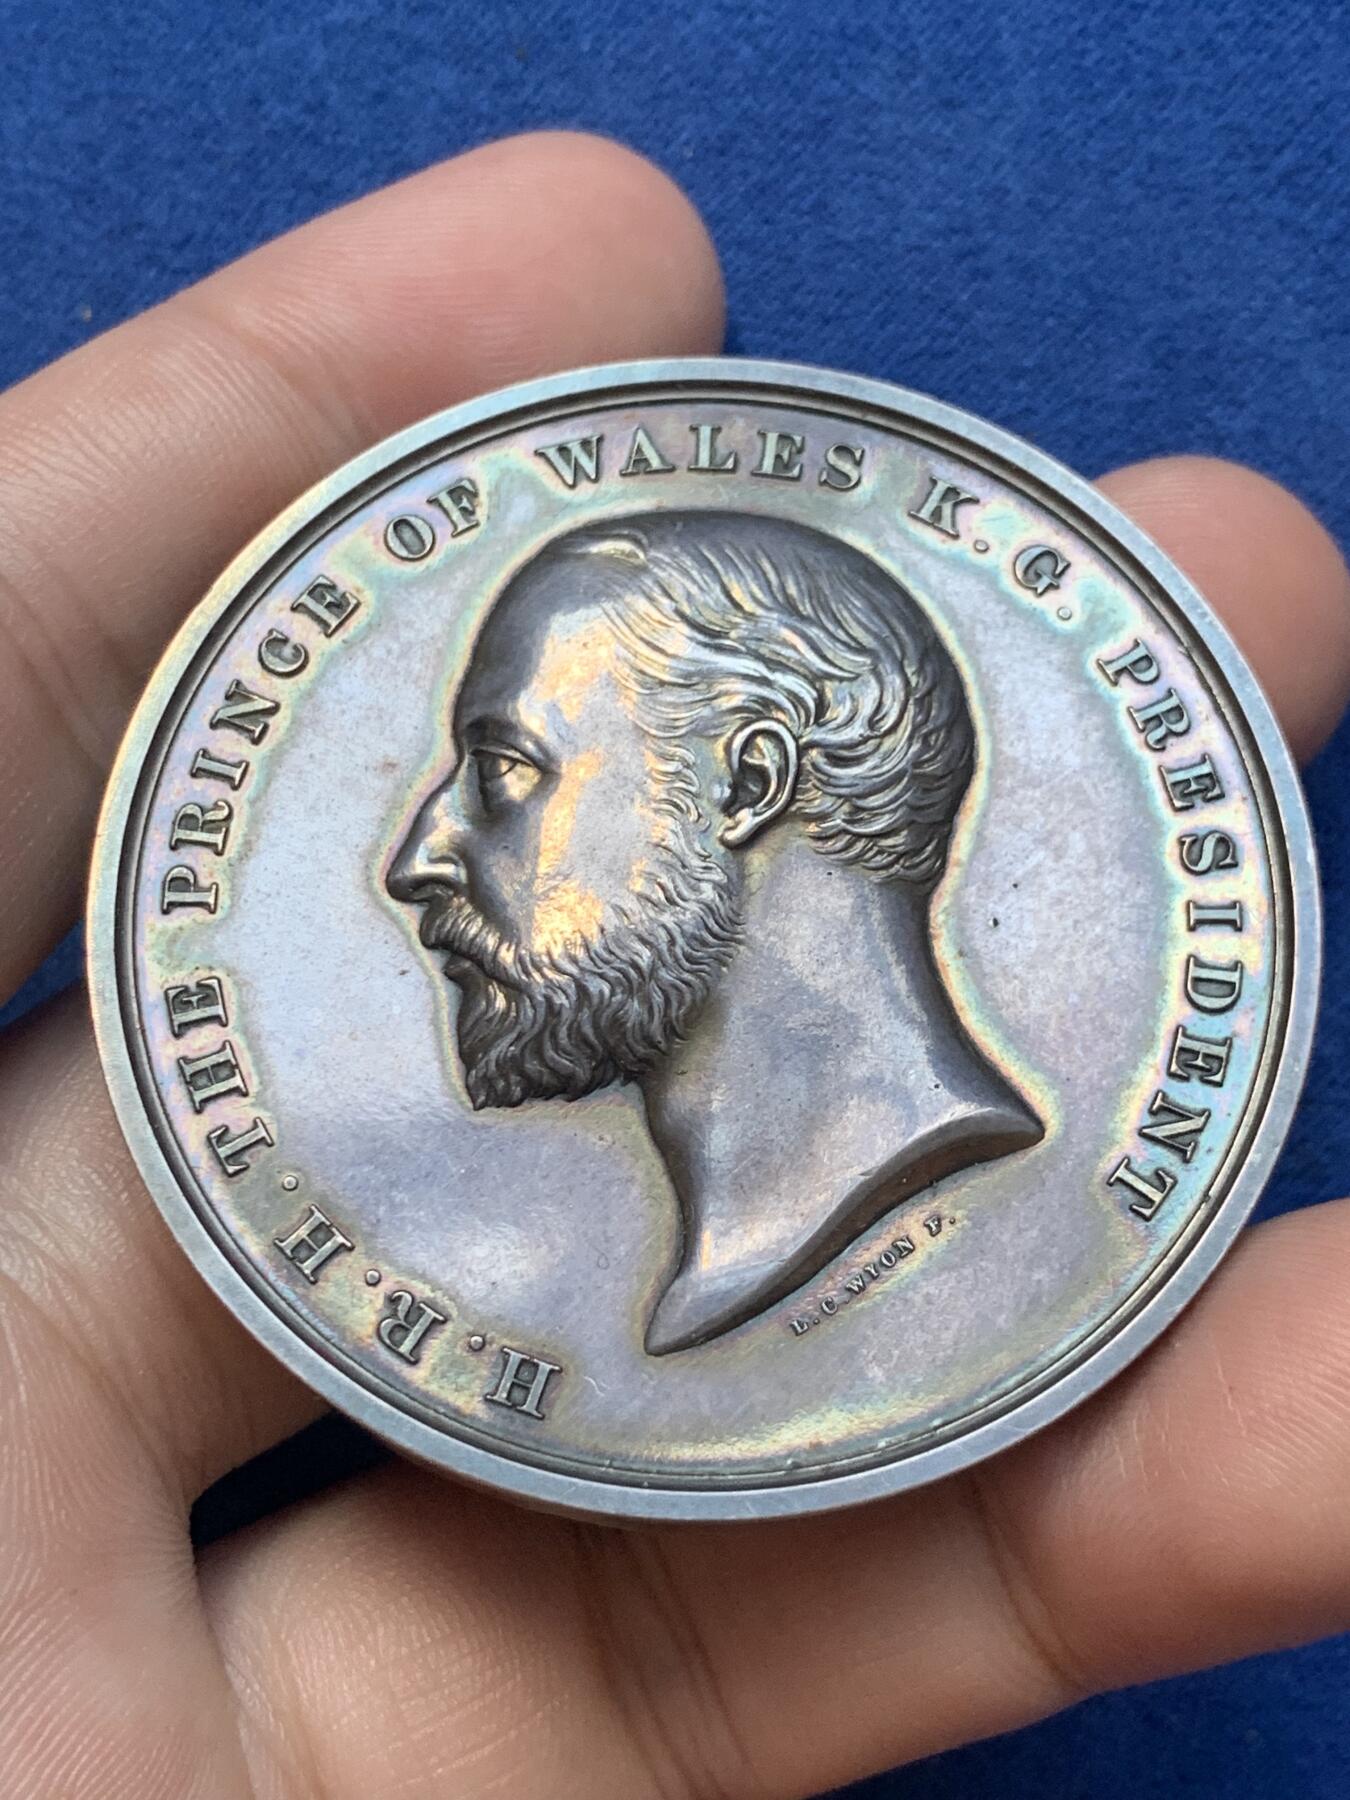 H.R.H.THE PRINCE OF WALES K.G. PRESIDENT
L.C.WYON F.